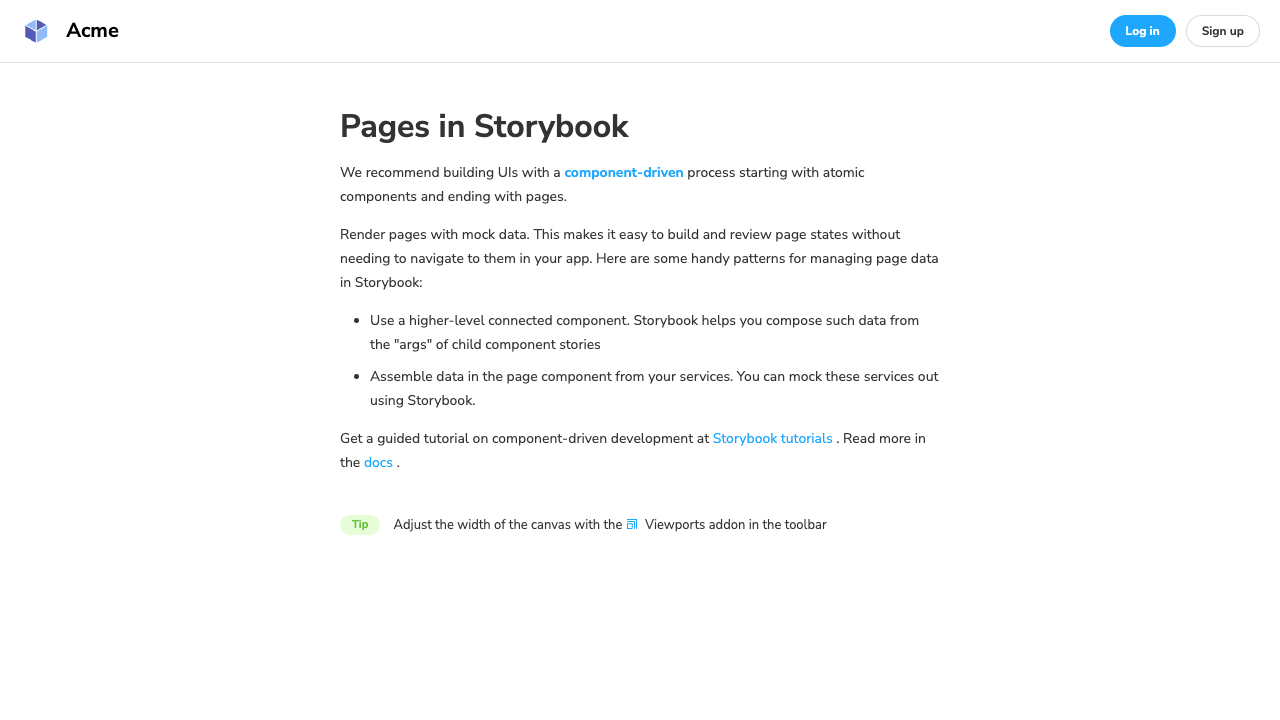 Acme
Log in
Sign up
Pages in Storybook
We recommend building UIs with a component-driven process starting with atomic
components and ending with pages.
Render pages with mock data. This makes it easy to build and review page states without
needing to navigate to them in your app. Here are some handy patterns for managing page data
in Storybook:
Use a higher-level connected component. Storybook helps you compose such data from
the "args" of child component stories
Assemble data in the page component from your services. You can mock these services out
using Storybook.
Get a guided tutorial on component-driven development at Storybook tutorials . Read more in
the docs .
Tip Adjust the width of the canvas with the Viewports addon in the toolbar